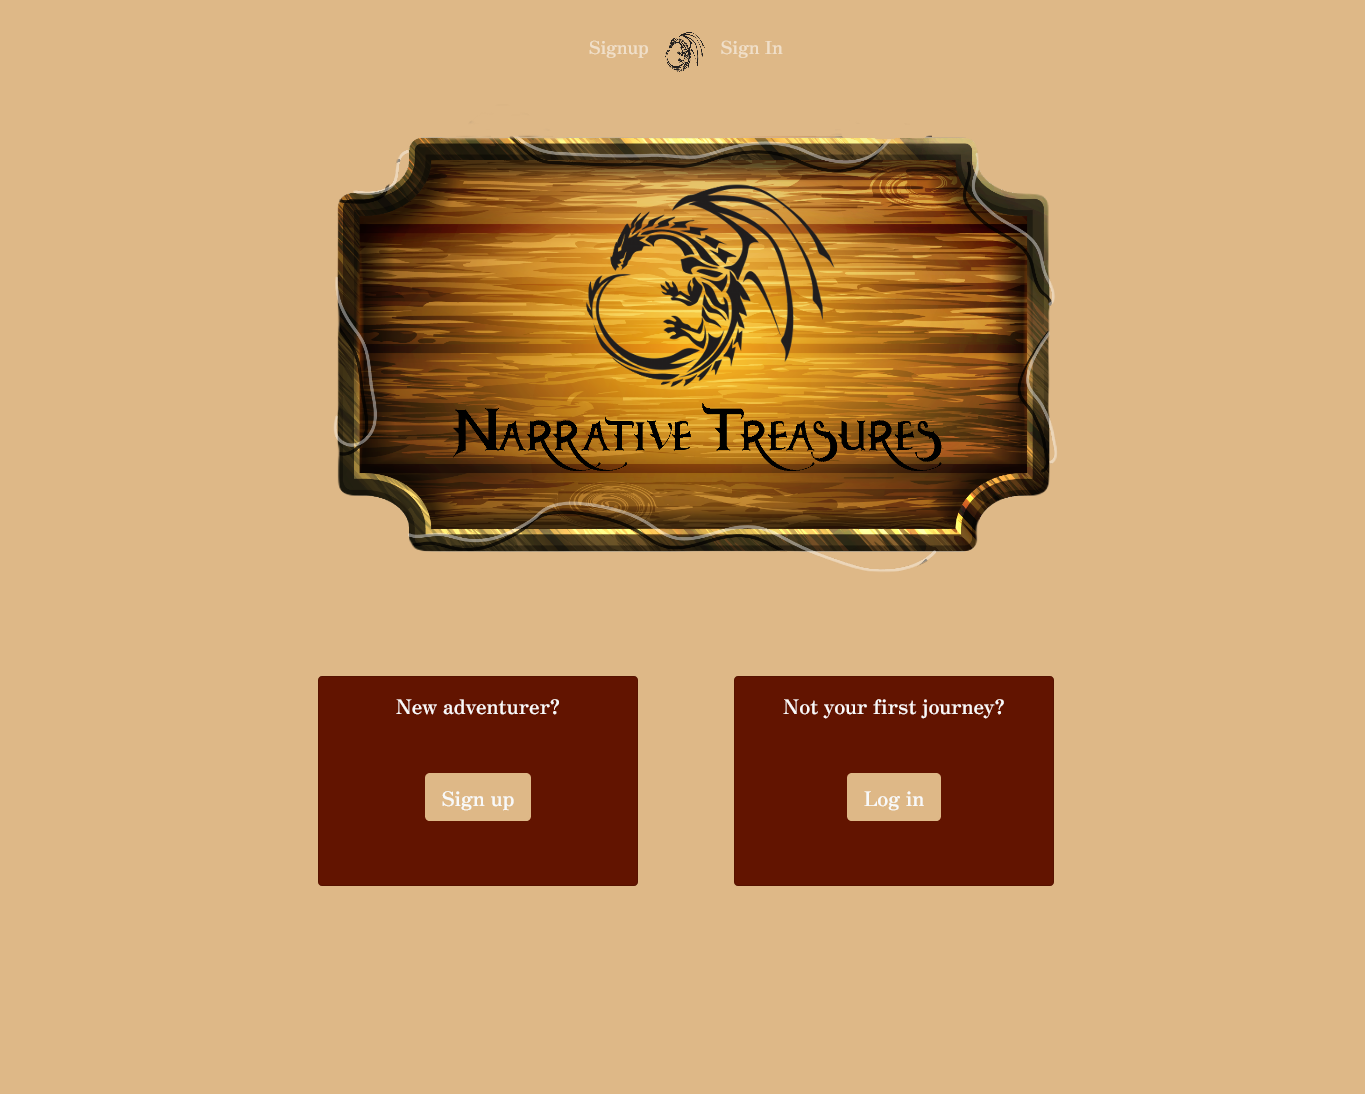 Signup Sign In
Narrative Treasures
New adventurer?
Not your first journey?
Sign up
Log in